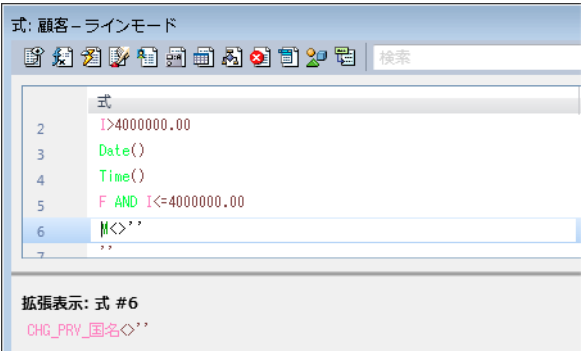 式: 顧客 – ラインモード
検索
式
2 I>4000000.00
3 Date()
4 Time()
5 F AND I<=4000000.00
6 M<>''
7 ''
拡張表示: 式 #6
CHG_PRV_国名<>''